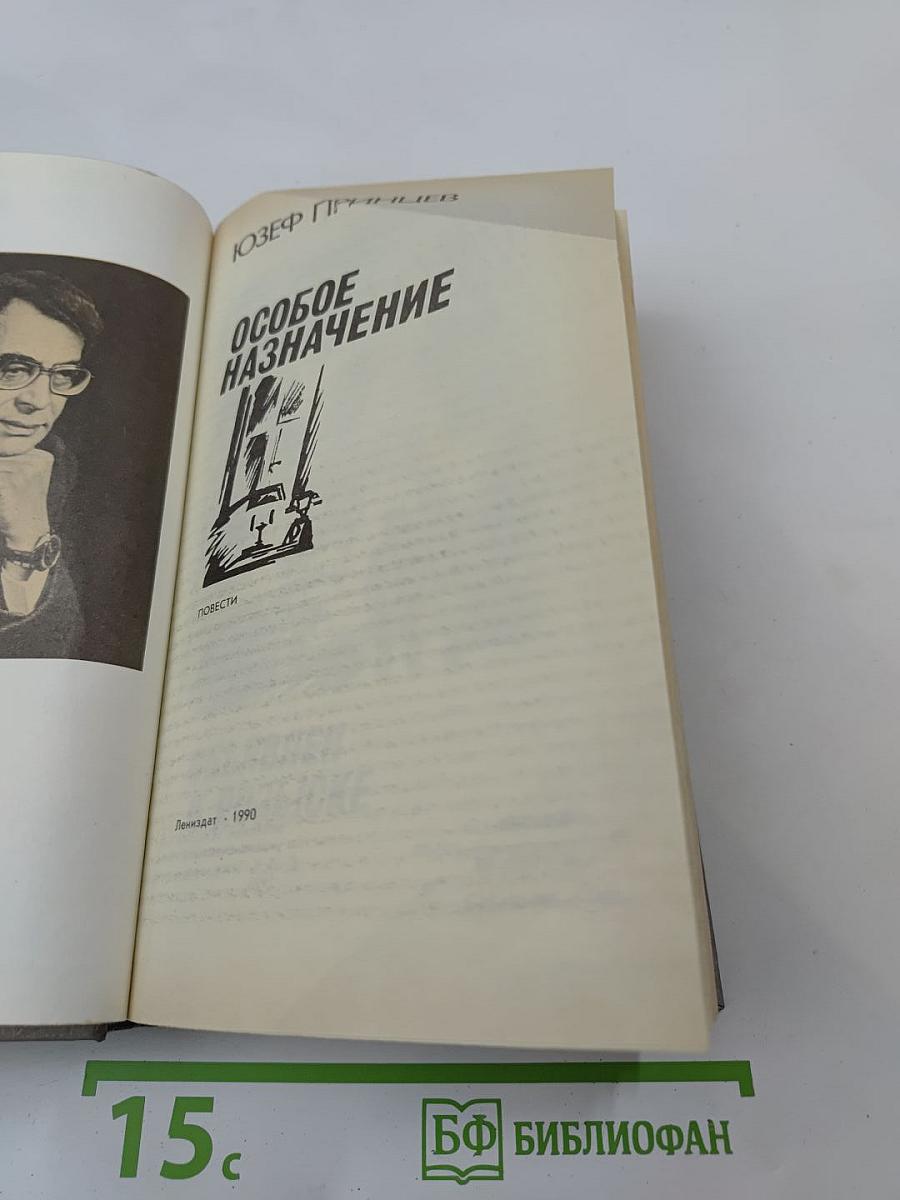 ЮЗЕФ ПРИНЦЕВ
ОСОБОЕ
НАЗНАЧЕНИЕ
ПОВЕСТИ
Лениздат · 1990
15с
БФ БИБЛИОФАН